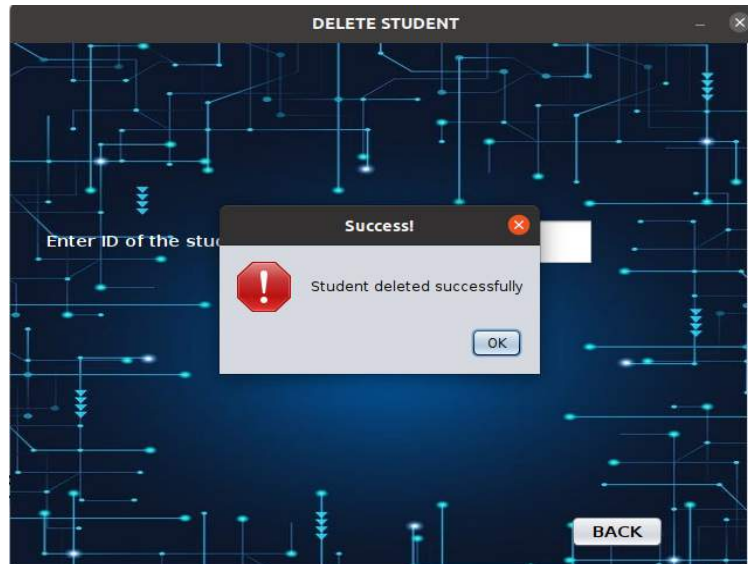 DELETE STUDENT
Success!
Enter ID of the stu
Student deleted successfully
OK
BACK